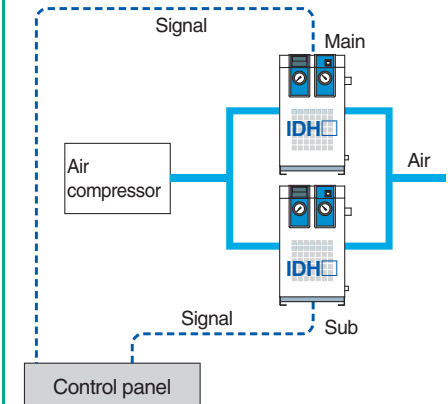 Signal
Main
IDH□
Air
compressor
Air
IDH□
Signal
Sub
Control panel